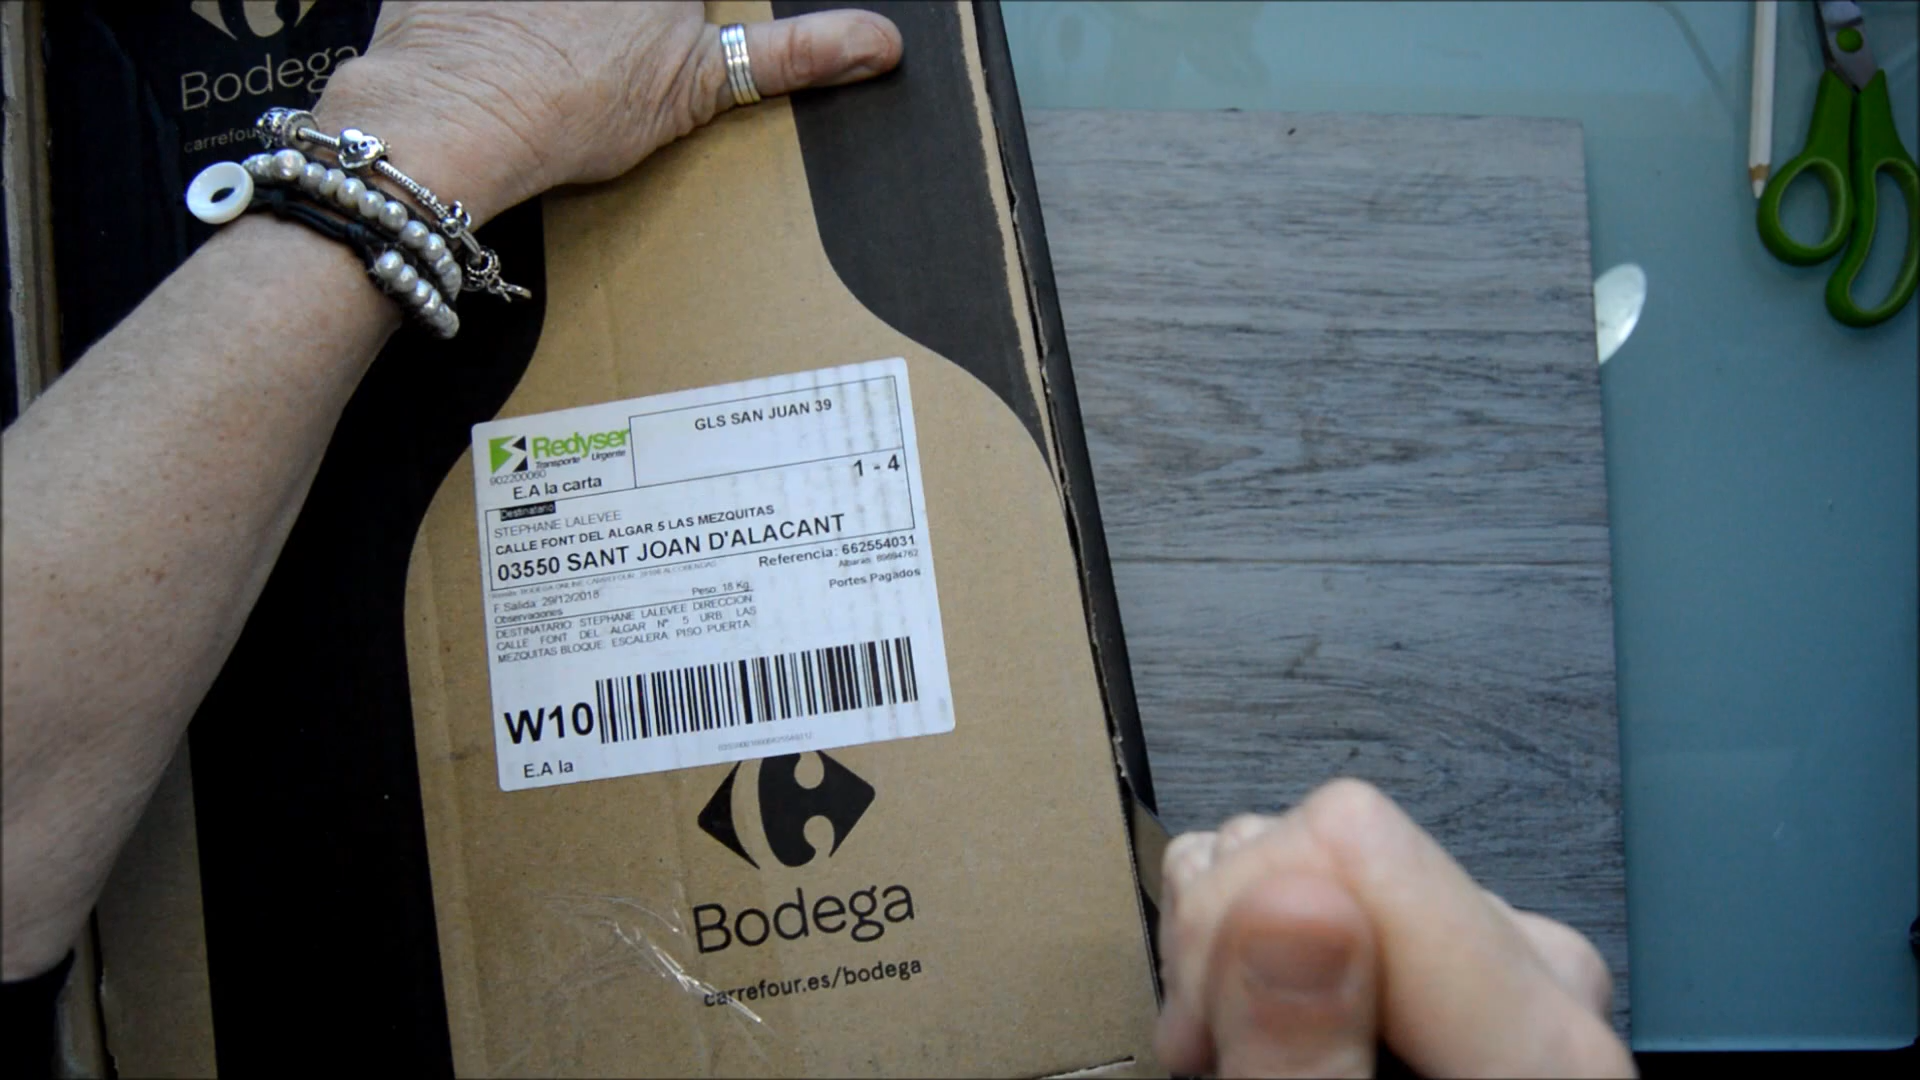 Bodega
carrefou
Redyser
Transporte Urgente
902200060
E.A la carta
GLS SAN JUAN 39
1 - 4
Destinatario
STEPHANE LALEVEE
CALLE FONT DEL ALGAR 5 LAS MEZQUITAS
03550 SANT JOAN D'ALACANT
Referencia: 662554031
F. Salida 29/12/2018
Peso: 18 Kg.
Portes Pagados
Observaciones
DESTINATARIO STEPHANE LALEVEE DIRECCION:
CALLE FONT DEL ALGAR Nº 5 URB. LAS
MEZQUITAS BLOQUE: ESCALERA: PISO: PUERTA:
W10
E.A la
Bodega
carrefour.es/bodega